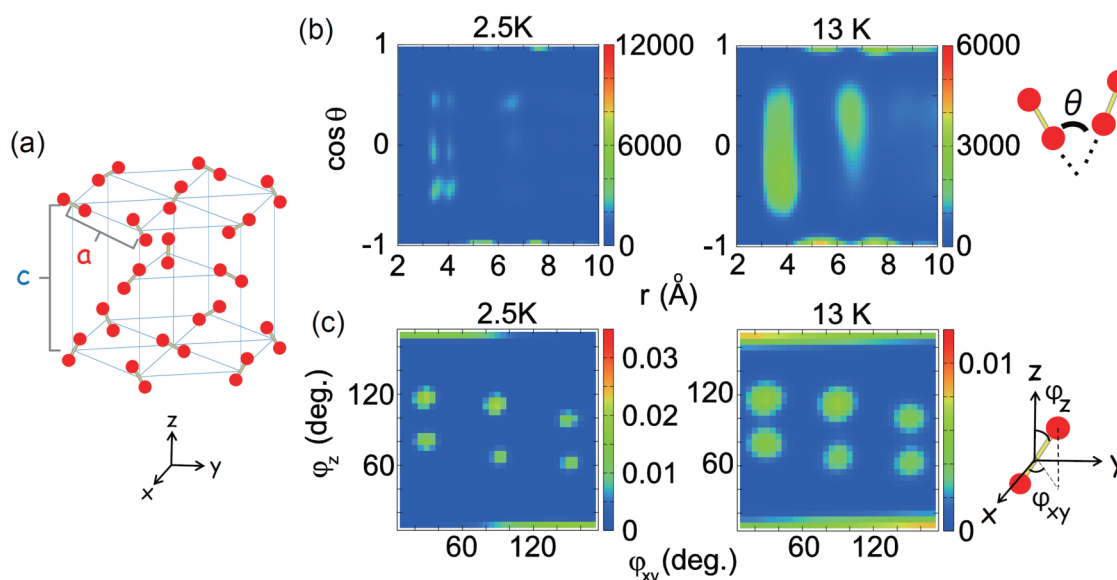 (a)
c
a
z
y
x
(b)
2.5K
13 K
cos θ
1
0
-1
2 4 6 8 10
12000
6000
0
1
0
-1
2 4 6 8 10
6000
3000
0
r (Å)
θ
(c)
2.5K
13 K
φz (deg.)
120
60
60 120
0.03
0.02
0.01
0
120
60
60 120
0.01
0
φxy (deg.)
z
φz
y
x
φxy